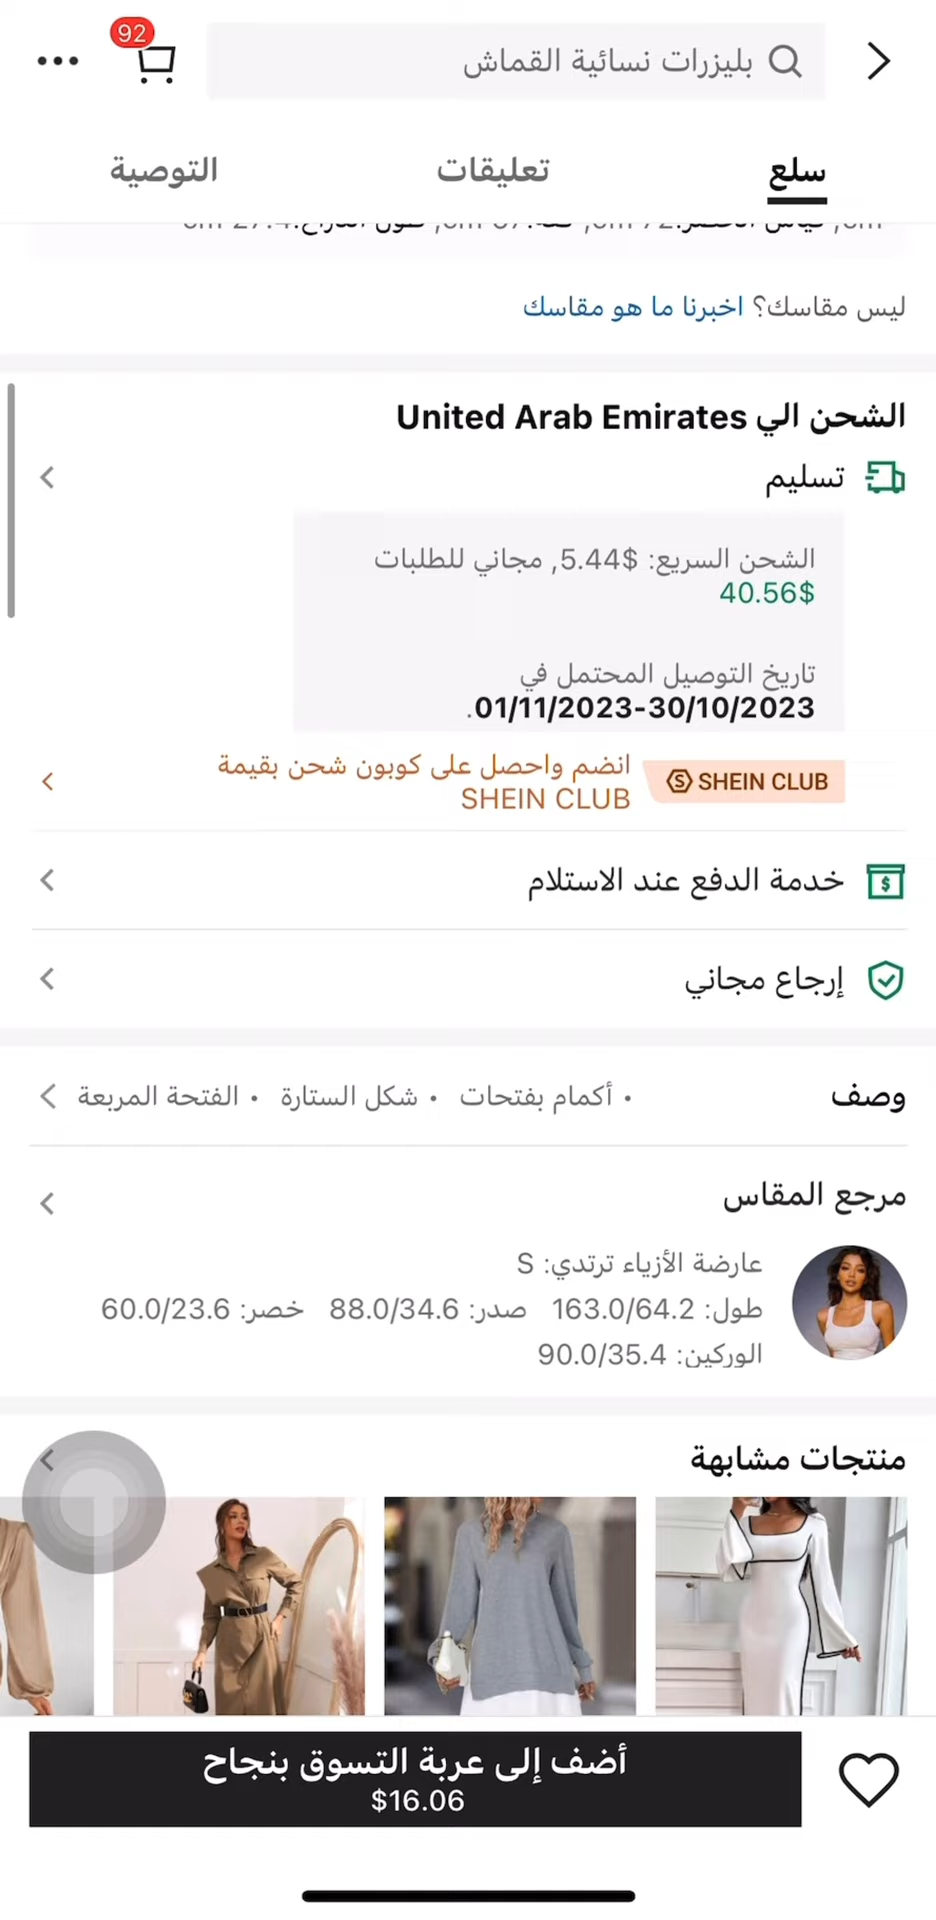 92
بليزرات نسائية القماش
سلع
تعليقات
التوصية
ليس مقاسك؟ اخبرنا ما هو مقاسك
الشحن الي United Arab Emirates
تسليم
الشحن السريع: $5.44, مجاني للطلبات
40.56$
تاريخ التوصيل المحتمل في
01/11/2023-30/10/2023.
SHEIN CLUB
انضم واحصل على كوبون شحن بقيمة
SHEIN CLUB
خدمة الدفع عند الاستلام
إرجاع مجاني
وصف
• أكمام بفتحات • شكل الستارة • الفتحة المربعة
مرجع المقاس
عارضة الأزياء ترتدي: S
طول: 163.0/64.2 صدر: 88.0/34.6 خصر: 60.0/23.6
الوركين: 90.0/35.4
منتجات مشابهة
أضف إلى عربة التسوق بنجاح
$16.06